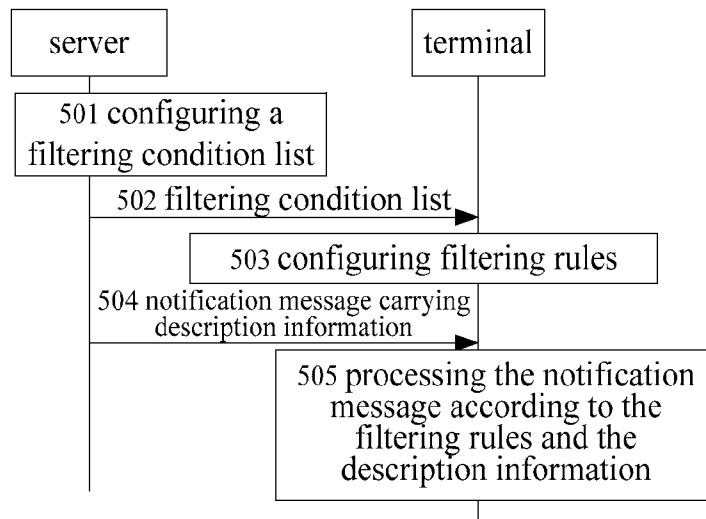 server
terminal
501 configuring a
filtering condition list
502 filtering condition list
503 configuring filtering rules
504 notification message carrying
description information
505 processing the notification
message according to the
filtering rules and the
description information